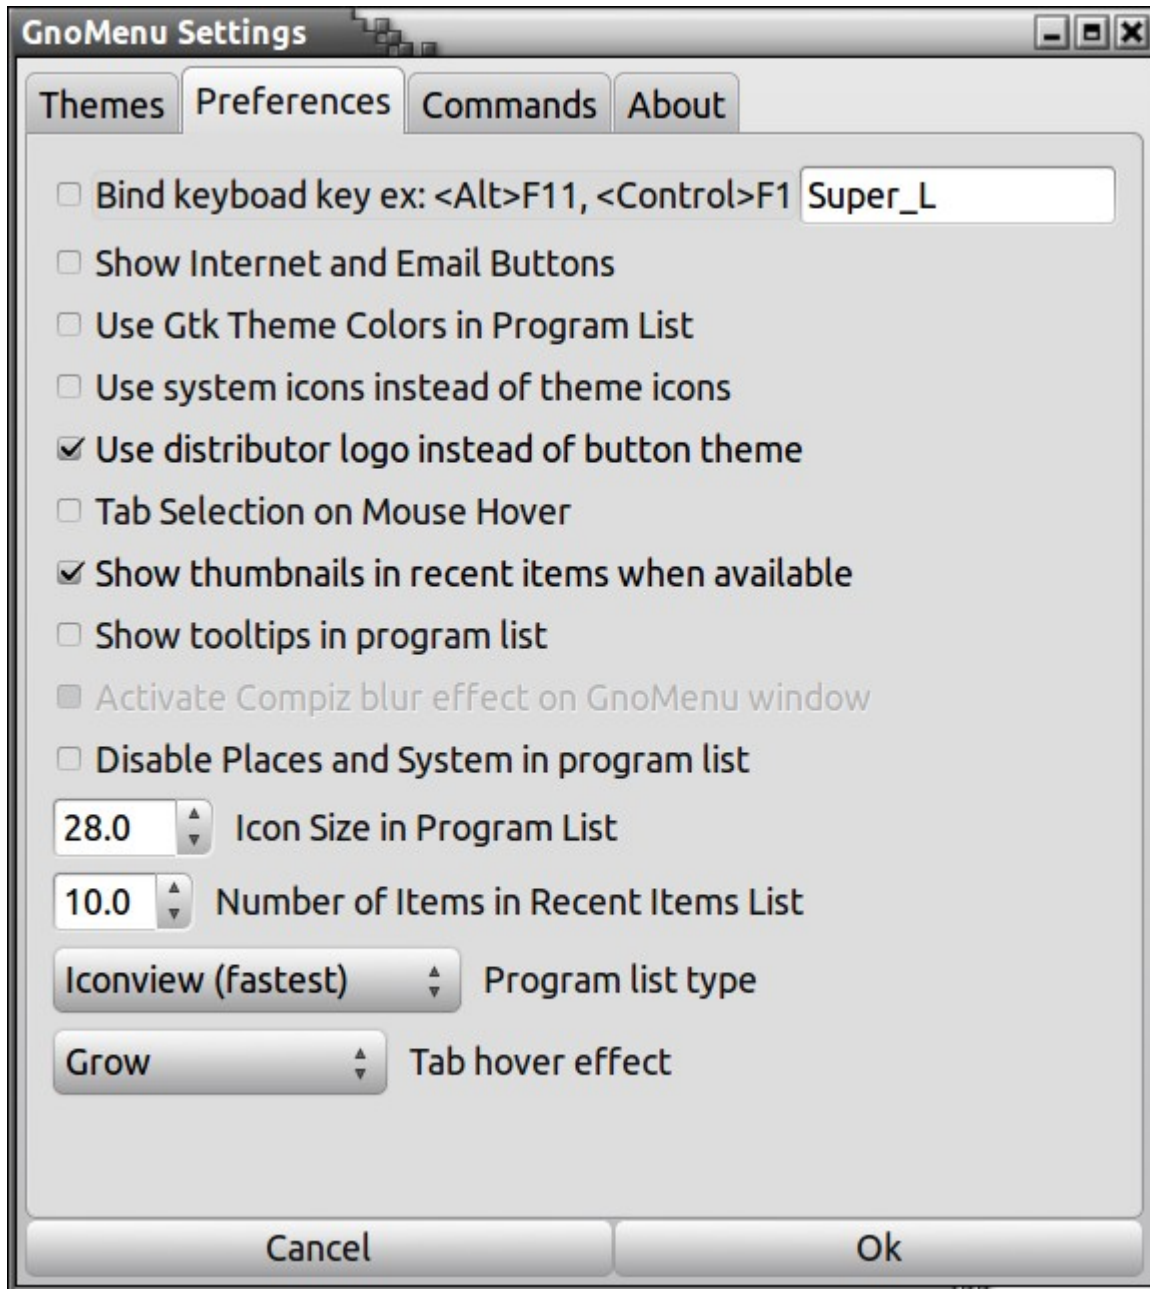 GnoMenu Settings
Themes Preferences Commands About
Bind keyboad key ex: <Alt>F11, <Control>F1 Super_L
Show Internet and Email Buttons
Use Gtk Theme Colors in Program List
Use system icons instead of theme icons
Use distributor logo instead of button theme
Tab Selection on Mouse Hover
Show thumbnails in recent items when available
Show tooltips in program list
Activate Compiz blur effect on GnoMenu window
Disable Places and System in program list
28.0 Icon Size in Program List
10.0 Number of Items in Recent Items List
Iconview (fastest) Program list type
Grow Tab hover effect
Cancel Ok